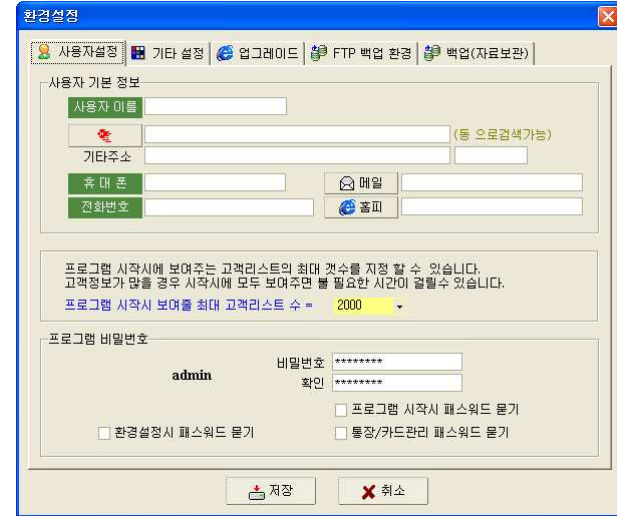 환경설정
사용자설정 기타 설정 업그레이드 FTP 백업 환경 백업(자료보관)
사용자 기본 정보
사용자 이름
(동 으로검색가능)
기타주소
휴 대 폰 메일
전화번호 홈피
프로그램 시작시에 보여주는 고객리스트의 최대 갯수를 지정 할 수 있습니다.
고객정보가 많을 경우 시작시에 모두 보여주면 불 필요한 시간이 걸릴수 있습니다.
프로그램 시작시 보여줄 최대 고객리스트 수 = 2000
프로그램 비밀번호
비밀번호 ********
admin
확인 ********
프로그램 시작시 패스워드 묻기
환경설정시 패스워드 묻기 통장/카드관리 패스워드 묻기
저장 취소